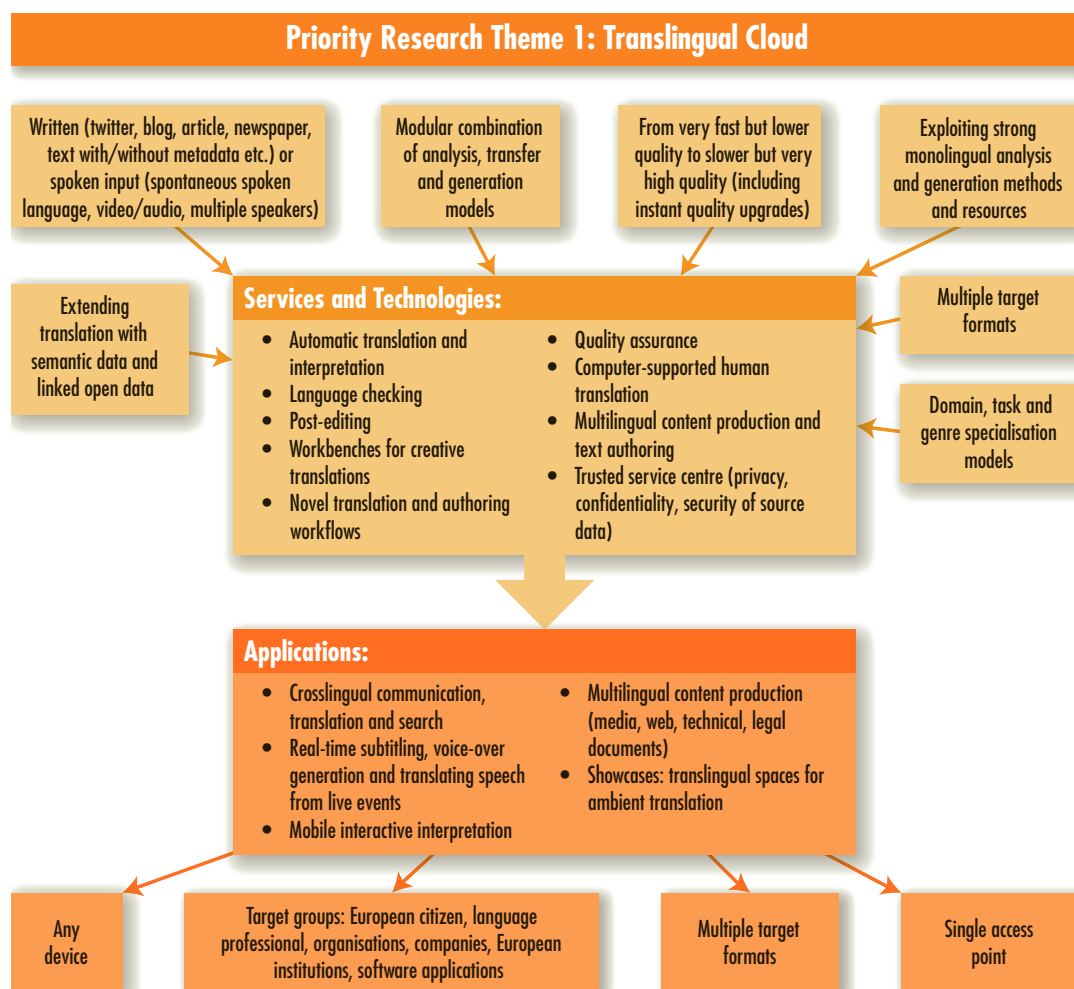 Priority Research Theme 1: Translingual Cloud
Written (twitter, blog, article, newspaper,
text with/without metadata etc.) or
spoken input (spontaneous spoken
language, video/audio, multiple speakers)
Modular combination
of analysis, transfer
and generation
models
From very fast but lower
quality to slower but very
high quality (including
instant quality upgrades)
Exploiting strong
monolingual analysis
and generation methods
and resources
Extending
translation with
semantic data and
linked open data
Services and Technologies:
• Automatic translation and
interpretation
• Language checking
• Post-editing
• Workbenches for creative
translations
• Novel translation and authoring
workflows
• Quality assurance
• Computer-supported human
translation
• Multilingual content production and
text authoring
• Trusted service centre (privacy,
confidentiality, security of source
data)
Multiple target
formats
Domain, task and
genre specialisation
models
Applications:
• Crosslingual communication,
translation and search
• Real-time subtitling, voice-over
generation and translating speech
from live events
• Mobile interactive interpretation
• Multilingual content production
(media, web, technical, legal
documents)
• Showcases: translingual spaces for
ambient translation
Any
device
Target groups: European citizen, language
professional, organisations, companies, European
institutions, software applications
Multiple target
formats
Single access
point